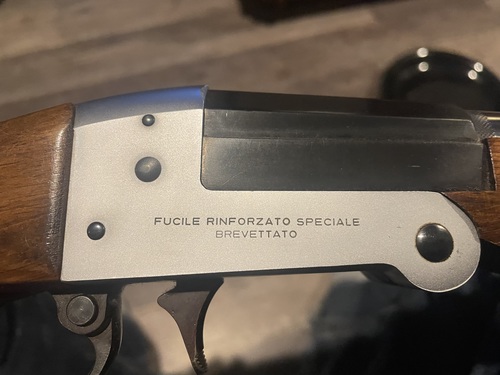 FUCILE RINFORZATO SPECIALE
BREVETTATO